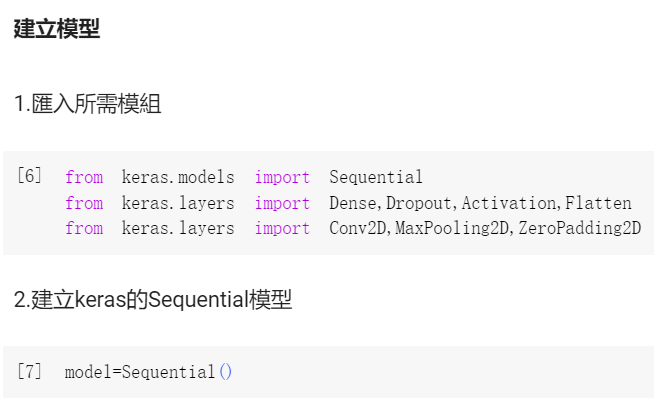 建立模型
1.匯入所需模組
[6] from keras.models import Sequential
from keras.layers import Dense,Dropout,Activation,Flatten
from keras.layers import Conv2D,MaxPooling2D,ZeroPadding2D
2.建立keras的Sequential模型
[7] model=Sequential()